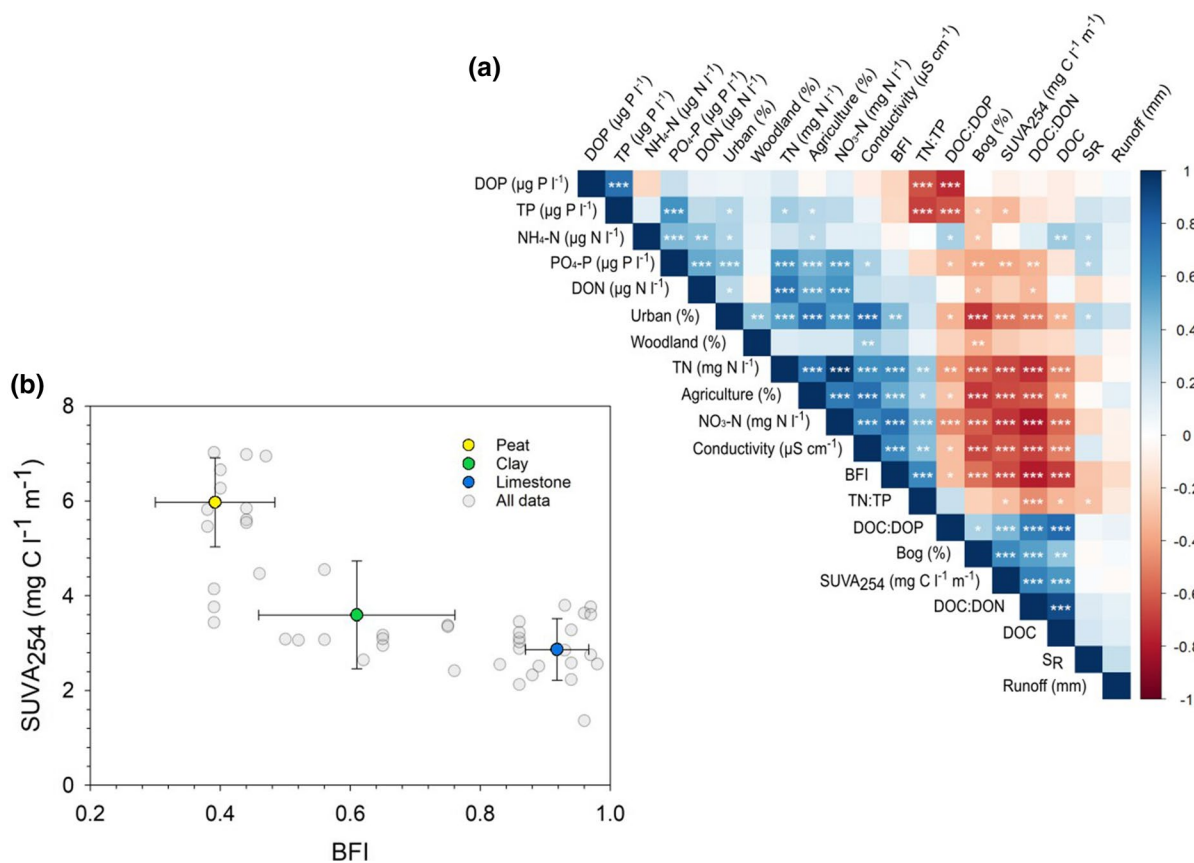 (a)
DOP (µg P l⁻¹)
TP (µg P l⁻¹)
NH₄-N (µg N l⁻¹)
PO₄-P (µg P l⁻¹)
DON (µg N l⁻¹)
Urban (%)
Woodland (%)
TN (mg N l⁻¹)
Agriculture (%)
NO₃-N (mg N l⁻¹)
Conductivity (µS cm⁻¹)
BFI
TN:TP
DOC:DOP
Bog (%)
SUVA₂₅₄ (mg C l⁻¹ m⁻¹)
DOC:DON
DOC
SR
Runoff (mm)
DOP (µg P l⁻¹) *** *** ***
TP (µg P l⁻¹) *** * * * *** *** * *
NH₄-N (µg N l⁻¹) *** ** * * * * ** *
PO₄-P (µg P l⁻¹) *** *** *** *** *** * * ** ** ** *
DON (µg N l⁻¹) * *** *** *** * *
Urban (%) ** *** *** *** *** ** * *** *** *** ** *
Woodland (%) ** **
TN (mg N l⁻¹) *** *** *** *** ** ** *** *** *** ***
Agriculture (%) *** *** *** * * *** *** *** **
NO₃-N (mg N l⁻¹) *** *** *** *** *** *** *** ***
Conductivity (µS cm⁻¹) *** ** * *** *** *** ***
BFI *** * *** *** *** ***
TN:TP * *** * *
DOC:DOP * *** *** ***
Bog (%) *** *** **
SUVA₂₅₄ (mg C l⁻¹ m⁻¹) *** ***
DOC:DON ***
DOC
SR
Runoff (mm)
1
0.8
0.6
0.4
0.2
0
-0.2
-0.4
-0.6
-0.8
-1
(b)
SUVA254 (mg C l⁻¹ m⁻¹)
8
6
4
2
0
Peat
Clay
Limestone
All data
0.2
0.4
0.6
0.8
1.0
BFI